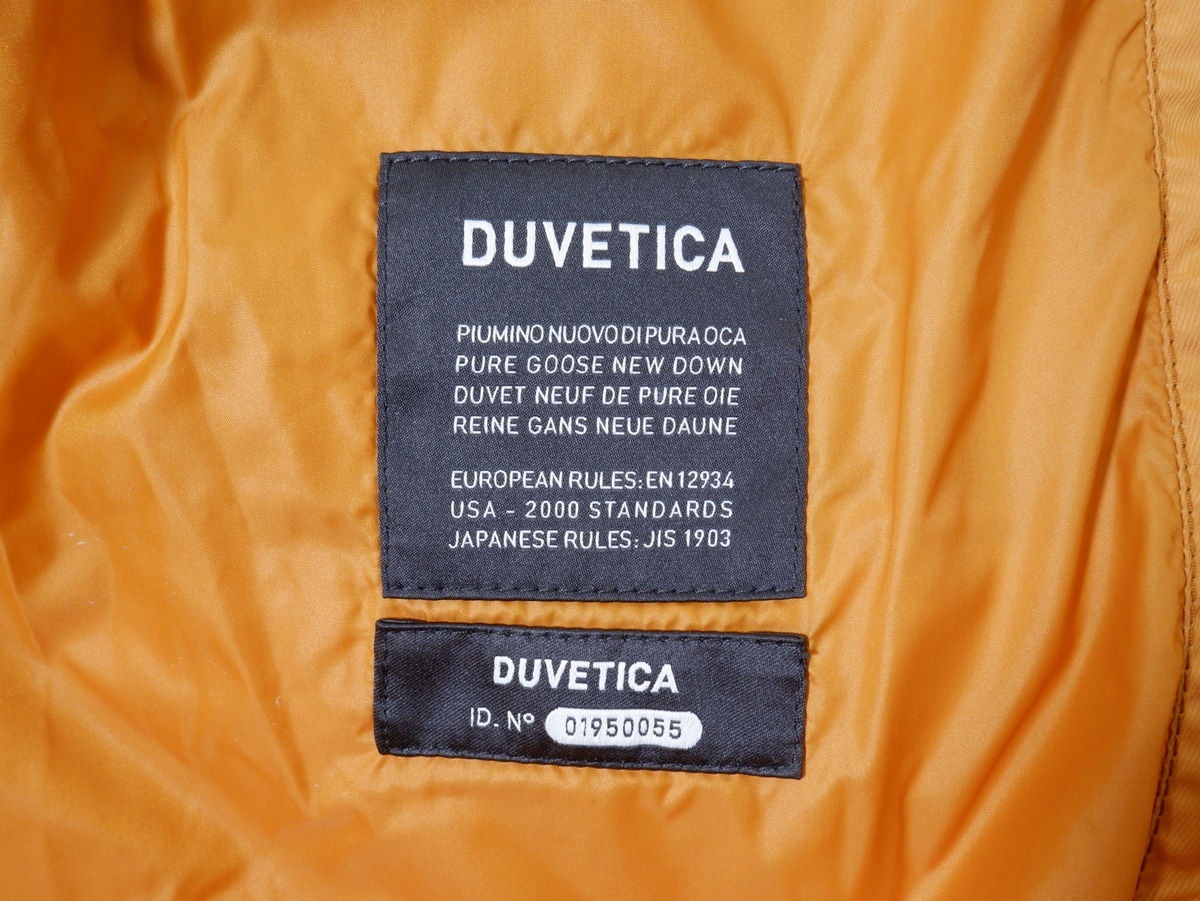 DUVETICA
PIUMINO NUOVO DI PURA OCA
PURE GOOSE NEW DOWN
DUVET NEUF DE PURE OIE
REINE GANS NEUE DAUNE
EUROPEAN RULES: EN 12934
USA - 2000 STANDARDS
JAPANESE RULES: JIS 1903
DUVETICA
ID. Nº 01950055